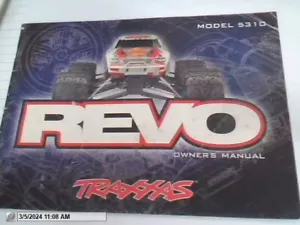 MODEL 5310
REVO
OWNER'S MANUAL
TRAXXAS
3/5/2024 11:08 AM